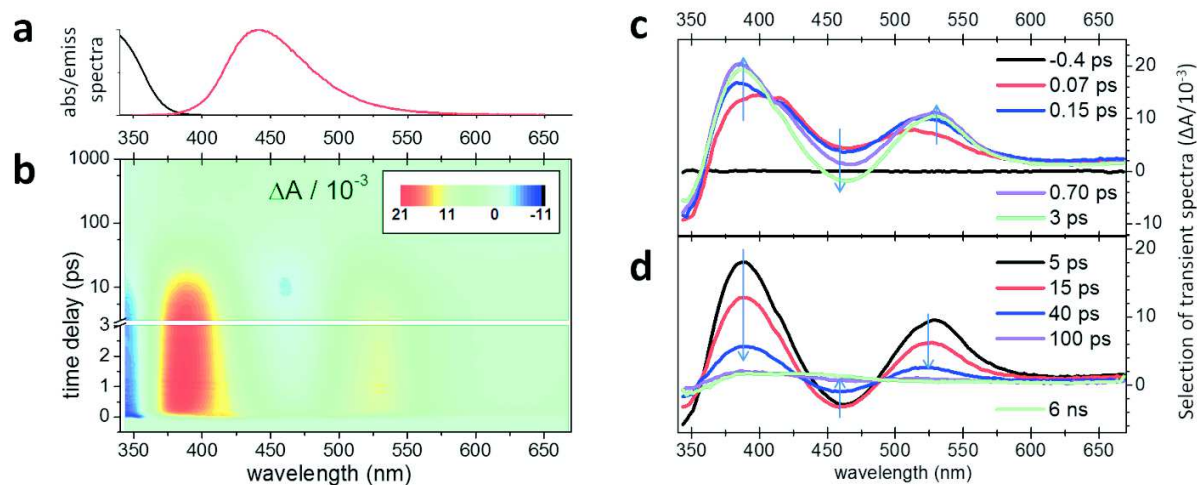 a
abs/emiss
spectra
350 400 450 500 550 600 650
b
ΔA / 10⁻³
21 11 0 -11
time delay (ps)
1000
100
10
3
2
1
0
350 400 450 500 550 600 650
wavelength (nm)
c
350 400 450 500 550 600 650
-0.4 ps
0.07 ps
0.15 ps
0.70 ps
3 ps
20
10
0
-10
d
5 ps
15 ps
40 ps
100 ps
6 ns
20
10
0
Selection of transient spectra (ΔA/10⁻³)
350 400 450 500 550 600 650
wavelength (nm)